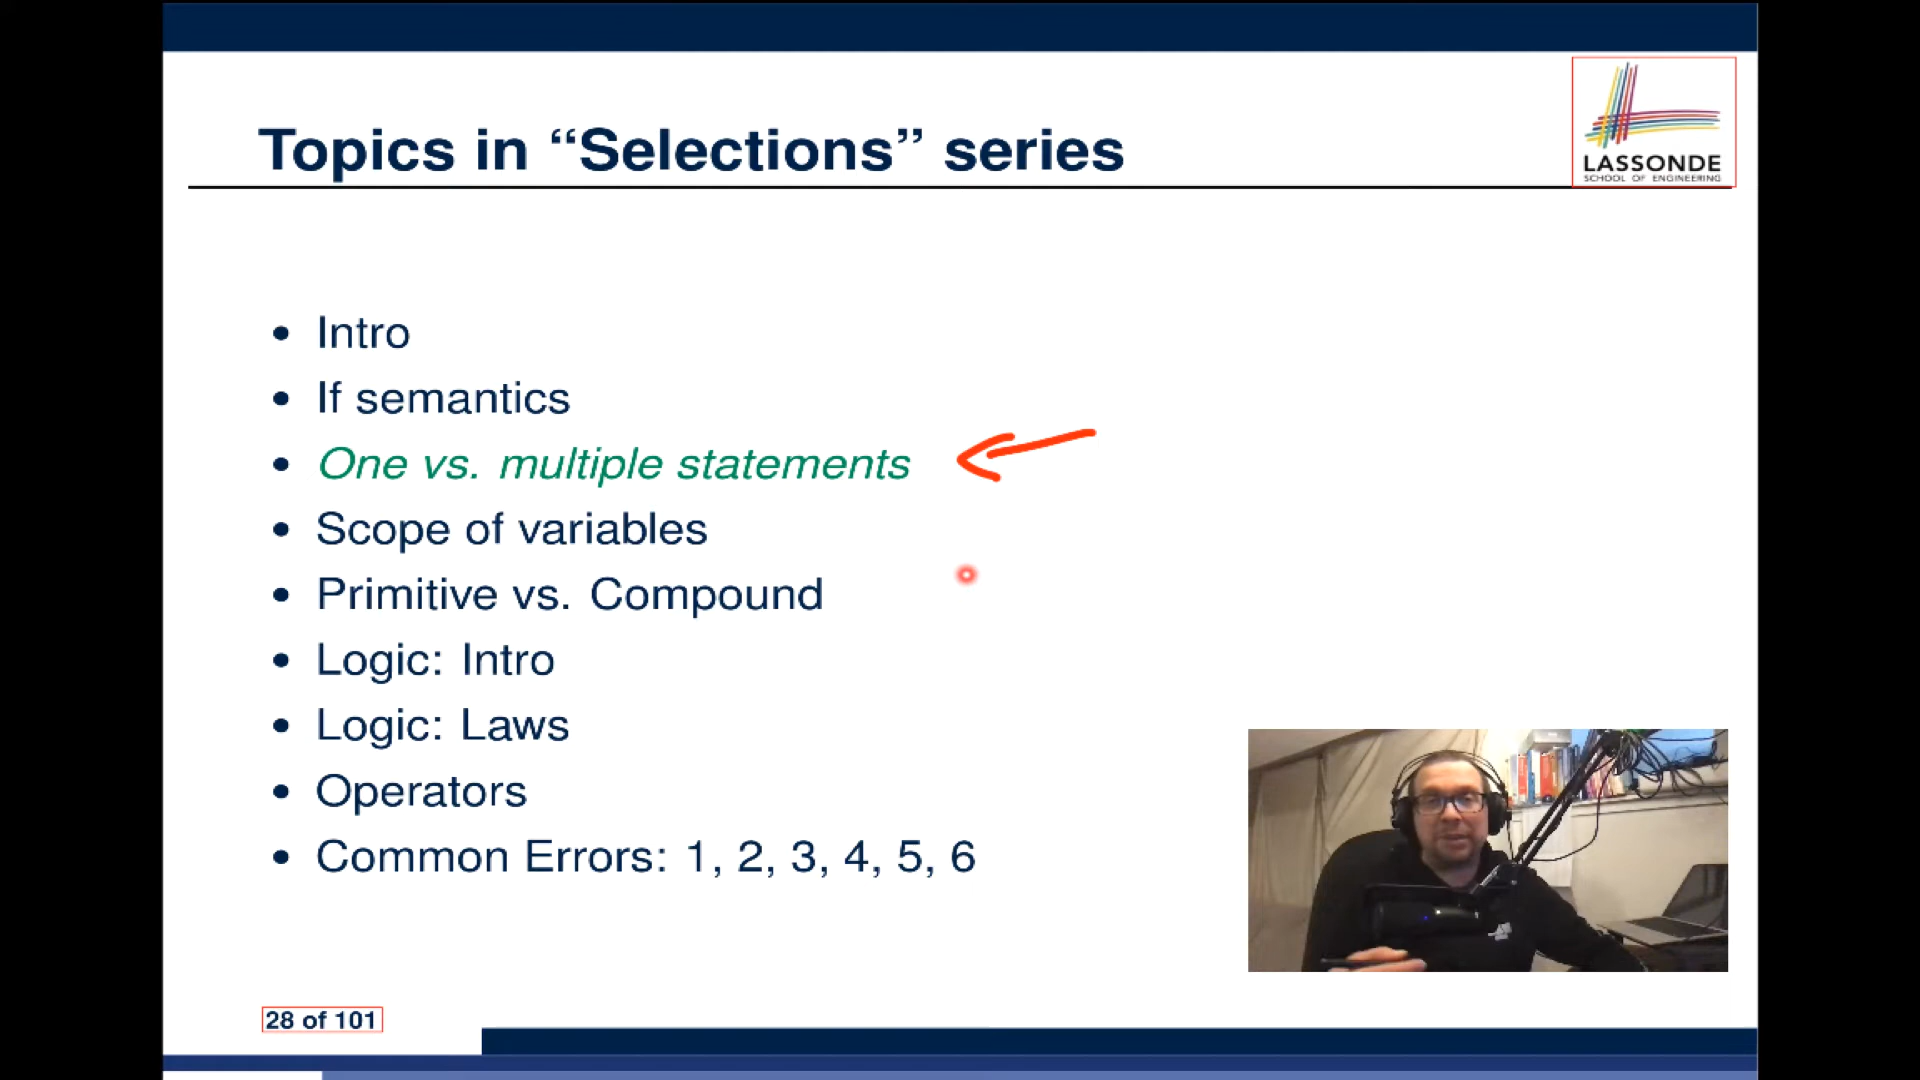 Topics in “Selections” series
LASSONDE
SCHOOL OF ENGINEERING
• Intro
• If semantics
• One vs. multiple statements
• Scope of variables
• Primitive vs. Compound
• Logic: Intro
• Logic: Laws
• Operators
• Common Errors: 1, 2, 3, 4, 5, 6
28 of 101